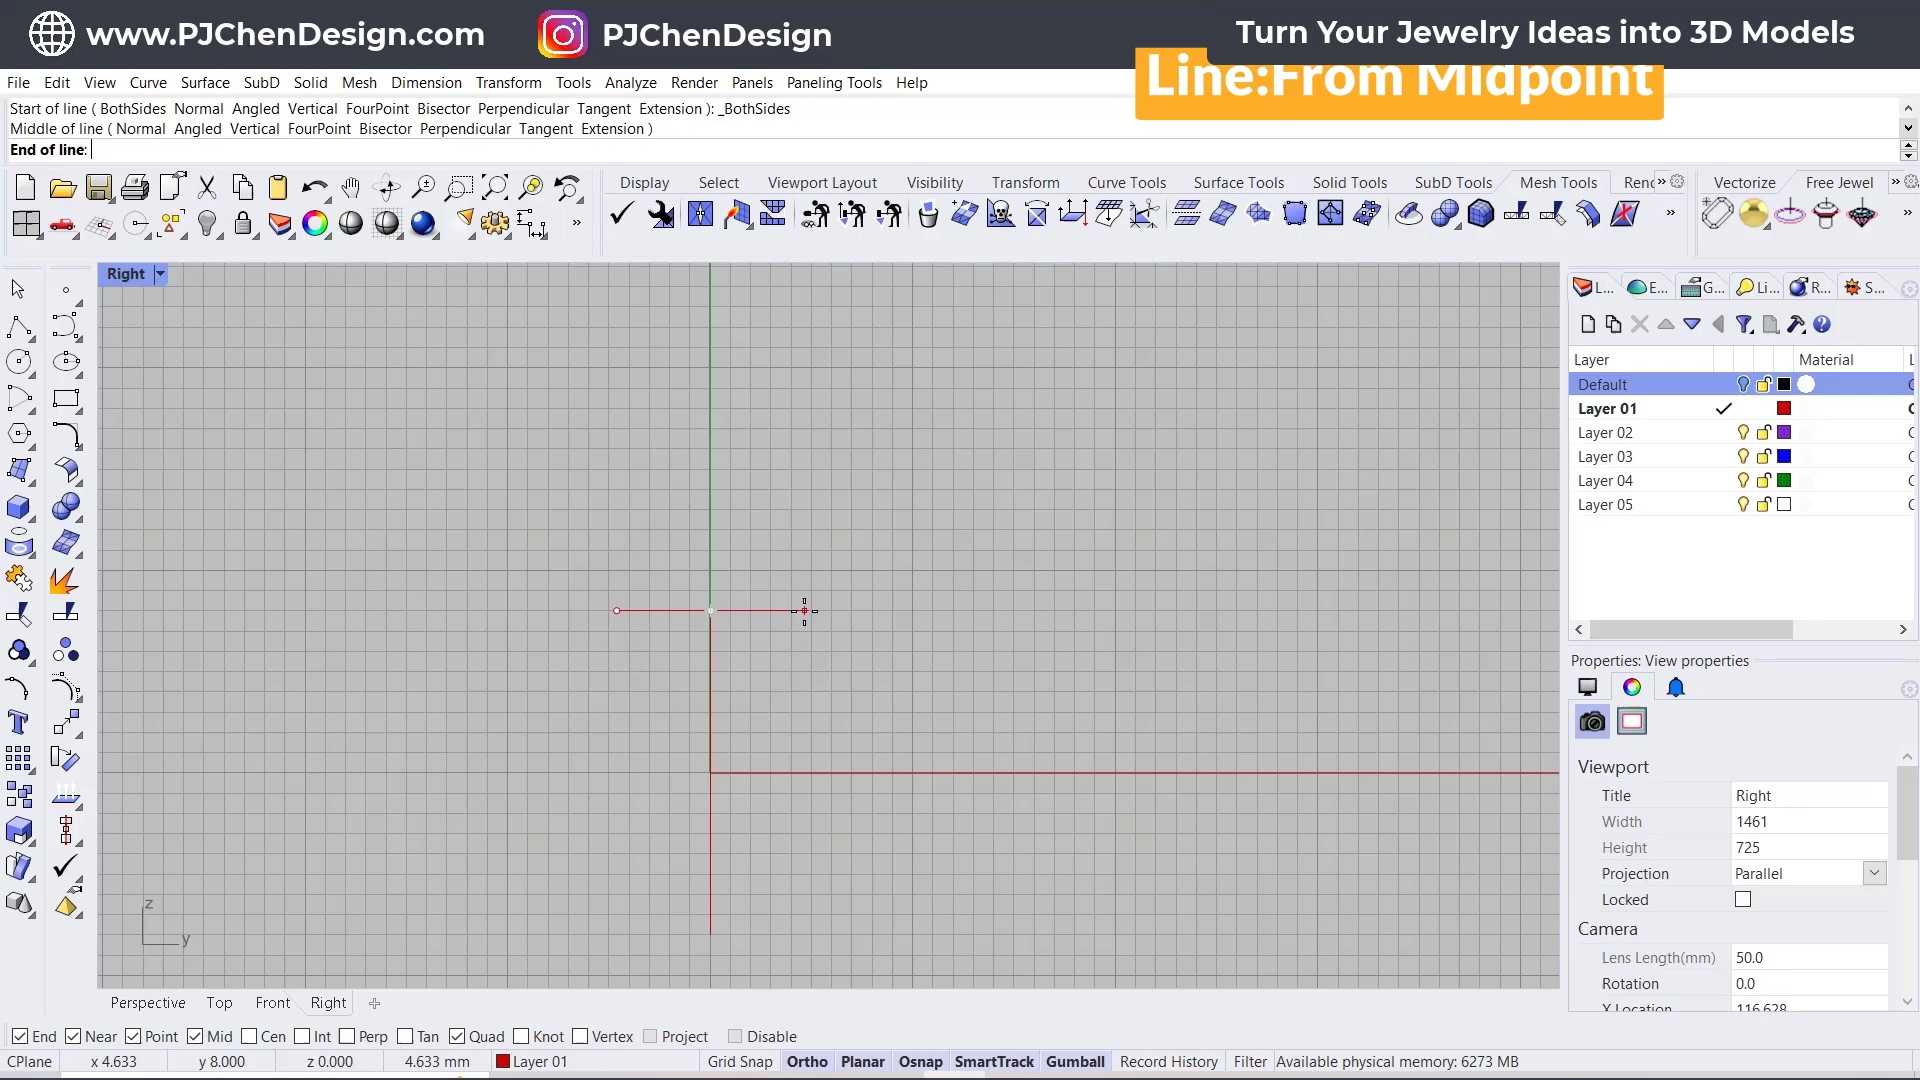 www.PJChenDesign.com
PJChenDesign
Turn Your Jewelry Ideas into 3D Models
Line:From Midpoint
File Edit View Curve Surface SubD Solid Mesh Dimension Transform Tools Analyze Render Panels Paneling Tools Help
Start of line ( BothSides Normal Angled Vertical FourPoint Bisector Perpendicular Tangent Extension ): _BothSides
Middle of line ( Normal Angled Vertical FourPoint Bisector Perpendicular Tangent Extension )
End of line:
Display Select Viewport Layout Visibility Transform Curve Tools Surface Tools Solid Tools SubD Tools Mesh Tools Renc
Vectorize Free Jewel
Right
L... E... G... Li... R... S...
Layer Material L
Default
Layer 01
Layer 02
Layer 03
Layer 04
Layer 05
Properties: View properties
Viewport
Title Right
Width 1461
Height 725
Projection Parallel
Locked
Camera
Lens Length(mm) 50.0
Rotation 0.0
X Location 116.628
z
y
Perspective Top Front Right
End Near Point Mid Cen Int Perp Tan Quad Knot Vertex Project Disable
CPlane x 4.633 y 8.000 z 0.000 4.633 mm Layer 01 Grid Snap Ortho Planar Osnap SmartTrack Gumball Record History Filter Available physical memory: 6273 MB